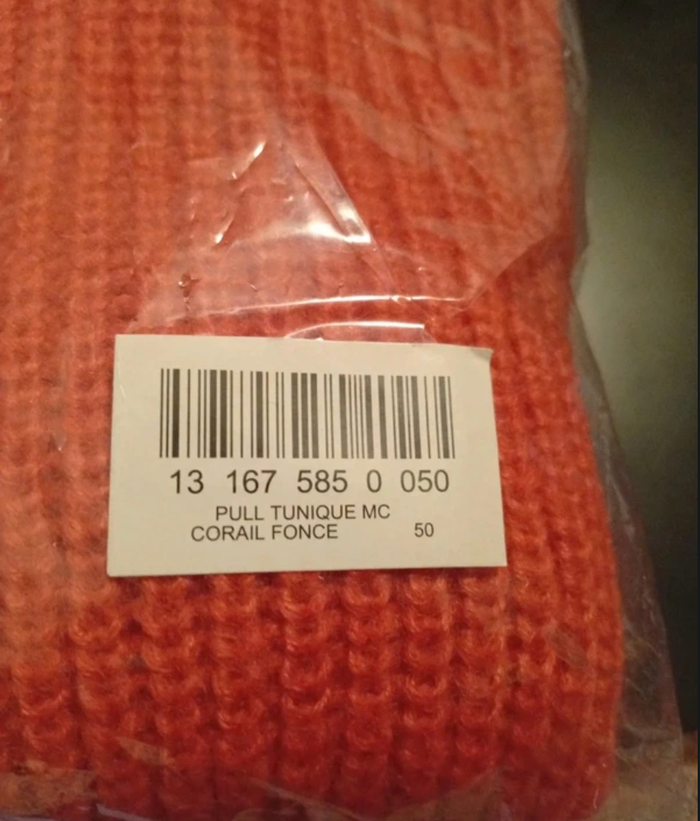 13 167 585 0 050
PULL TUNIQUE MC
CORAIL FONCE 50